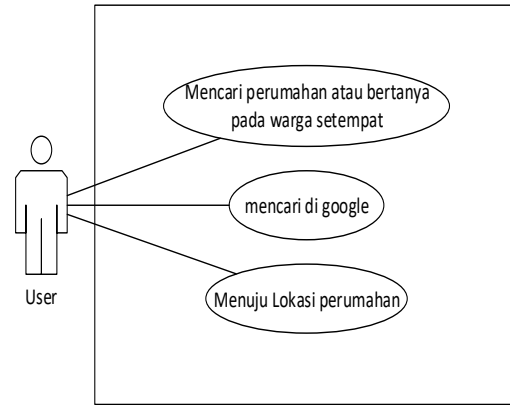 Mencari perumahan atau bertanya
pada warga setempat
mencari di google
User
Menuju Lokasi perumahan